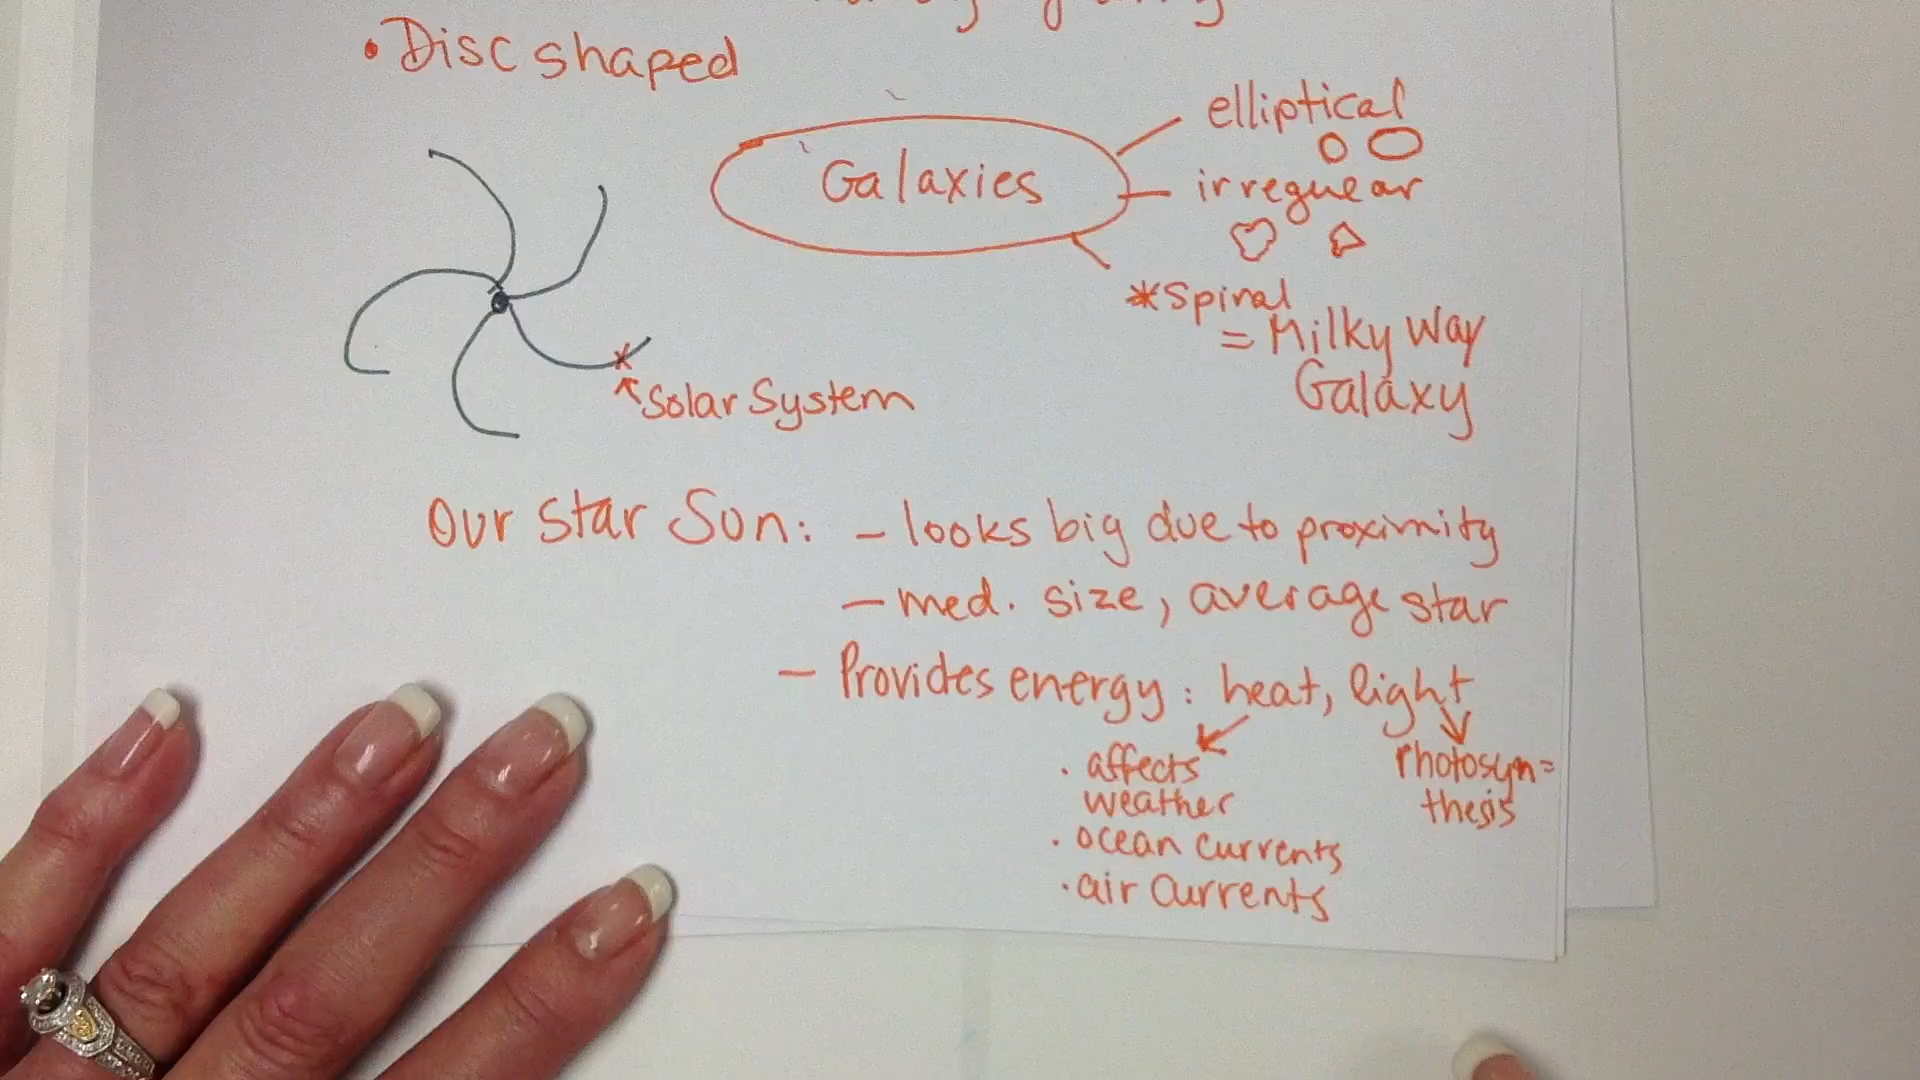 • Disc shaped
Galaxies
elliptical
irreguear
*Spiral
= Milky Way
Galaxy
Solar System
Our Star Sun: - looks big due to proximity
- med. size, average star
- Provides energy: heat, light
• affects
weather
• ocean currents
• air currents
Photosyn=
thesis